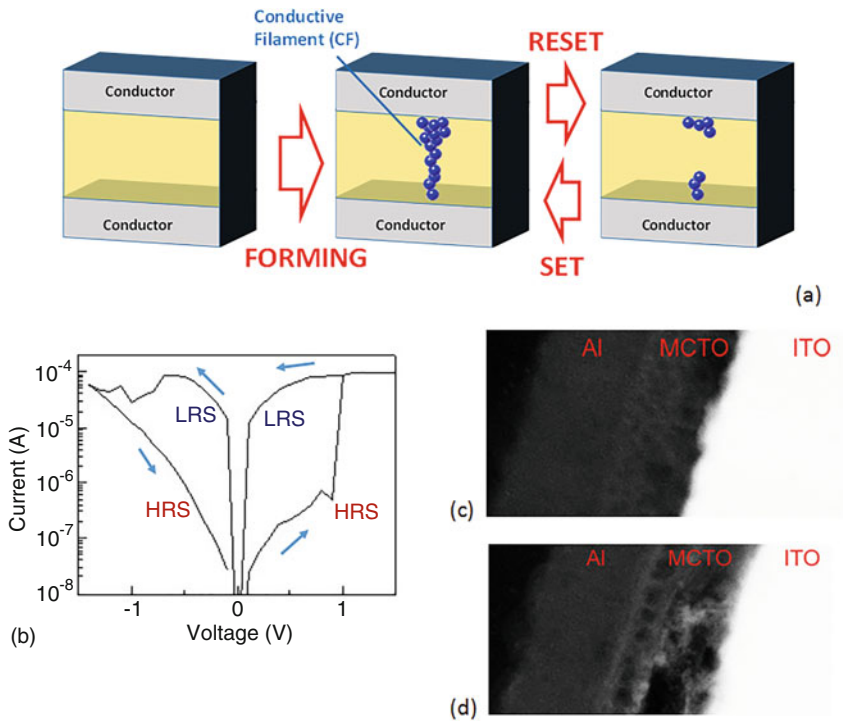 Conductive
Filament (CF)
RESET
Conductor
Conductor
Conductor
Conductor
Conductor
Conductor
FORMING
SET
(a)
10-4
10-5
10-6
10-7
10-8
Current (A)
LRS
LRS
HRS
HRS
-1
0
1
Voltage (V)
(b)
Al
MCTO
ITO
(c)
Al
MCTO
ITO
(d)